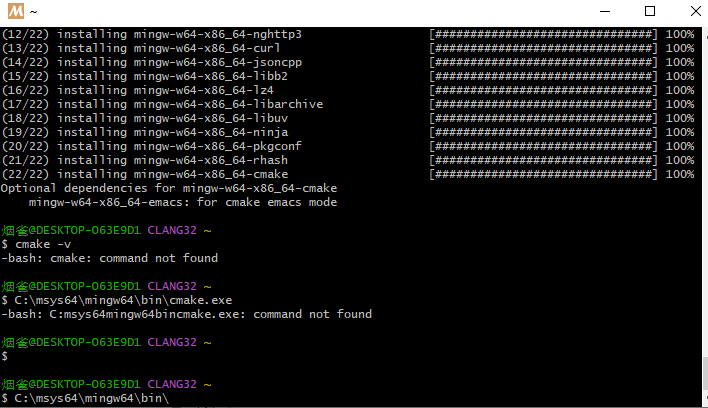 ~
(12/22) installing mingw-w64-x86_64-nghttp3 [##############################] 100%
(13/22) installing mingw-w64-x86_64-curl [##############################] 100%
(14/22) installing mingw-w64-x86_64-jsoncpp [##############################] 100%
(15/22) installing mingw-w64-x86_64-libb2 [##############################] 100%
(16/22) installing mingw-w64-x86_64-lz4 [##############################] 100%
(17/22) installing mingw-w64-x86_64-libarchive [##############################] 100%
(18/22) installing mingw-w64-x86_64-libuv [##############################] 100%
(19/22) installing mingw-w64-x86_64-ninja [##############################] 100%
(20/22) installing mingw-w64-x86_64-pkgconf [##############################] 100%
(21/22) installing mingw-w64-x86_64-rhash [##############################] 100%
(22/22) installing mingw-w64-x86_64-cmake [##############################] 100%
Optional dependencies for mingw-w64-x86_64-cmake
mingw-w64-x86_64-emacs: for cmake emacs mode
烟雀@DESKTOP-O63E9D1 CLANG32 ~
$ cmake -v
-bash: cmake: command not found
烟雀@DESKTOP-O63E9D1 CLANG32 ~
$ C:\msys64\mingw64\bin\cmake.exe
-bash: C:msys64mingw64bincmake.exe: command not found
烟雀@DESKTOP-O63E9D1 CLANG32 ~
$
烟雀@DESKTOP-O63E9D1 CLANG32 ~
$ C:\msys64\mingw64\bin\